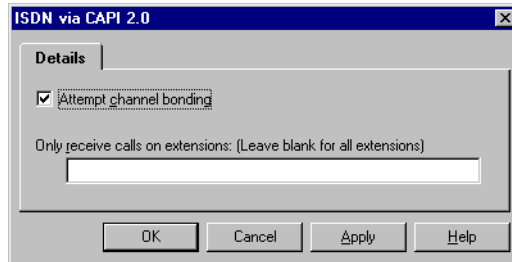 ISDN via CAPI 2.0
Details
Attempt channel bonding
Only receive calls on extensions: (Leave blank for all extensions)
OK Cancel Apply Help